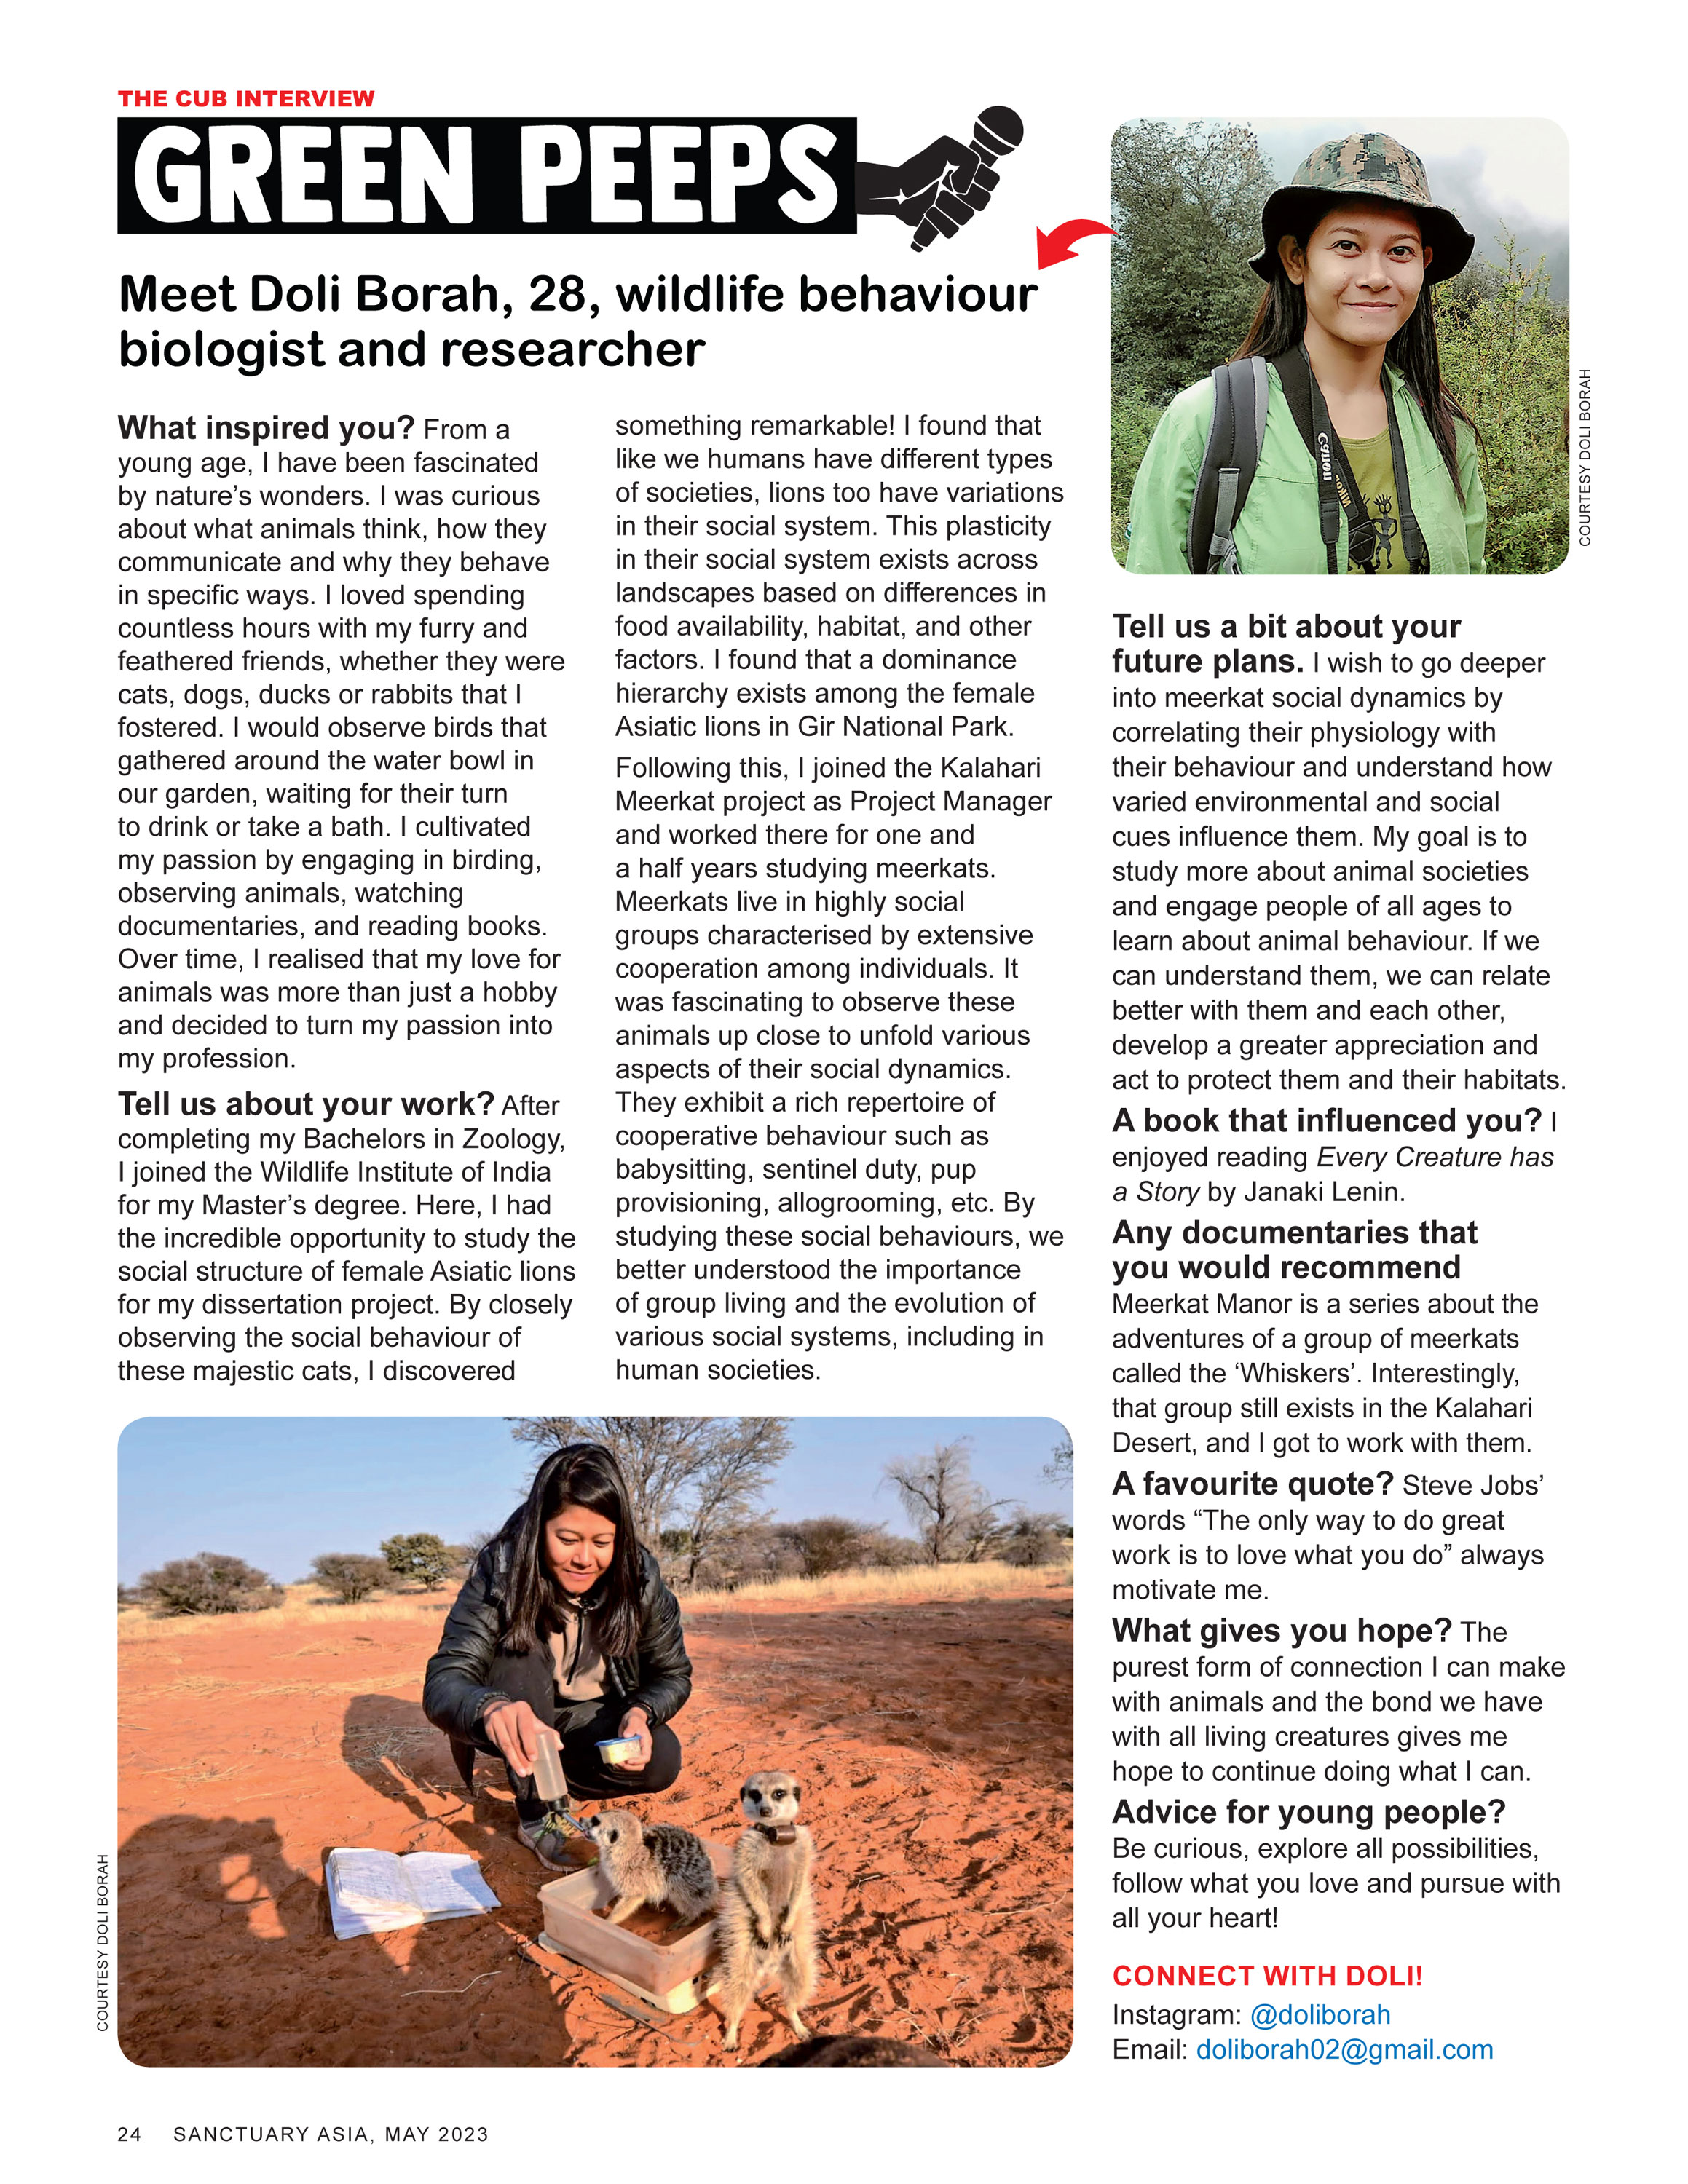 THE CUB INTERVIEW
GREEN PEEPS
Meet Doli Borah, 28, wildlife behaviour
biologist and researcher
What inspired you? From a
young age, I have been fascinated
by nature’s wonders. I was curious
about what animals think, how they
communicate and why they behave
in specific ways. I loved spending
countless hours with my furry and
feathered friends, whether they were
cats, dogs, ducks or rabbits that I
fostered. I would observe birds that
gathered around the water bowl in
our garden, waiting for their turn
to drink or take a bath. I cultivated
my passion by engaging in birding,
observing animals, watching
documentaries, and reading books.
Over time, I realised that my love for
animals was more than just a hobby
and decided to turn my passion into
my profession.
Tell us about your work? After
completing my Bachelors in Zoology,
I joined the Wildlife Institute of India
for my Master’s degree. Here, I had
the incredible opportunity to study the
social structure of female Asiatic lions
for my dissertation project. By closely
observing the social behaviour of
these majestic cats, I discovered
something remarkable! I found that
like we humans have different types
of societies, lions too have variations
in their social system. This plasticity
in their social system exists across
landscapes based on differences in
food availability, habitat, and other
factors. I found that a dominance
hierarchy exists among the female
Asiatic lions in Gir National Park.
Following this, I joined the Kalahari
Meerkat project as Project Manager
and worked there for one and
a half years studying meerkats.
Meerkats live in highly social
groups characterised by extensive
cooperation among individuals. It
was fascinating to observe these
animals up close to unfold various
aspects of their social dynamics.
They exhibit a rich repertoire of
cooperative behaviour such as
babysitting, sentinel duty, pup
provisioning, allogrooming, etc. By
studying these social behaviours, we
better understood the importance
of group living and the evolution of
various social systems, including in
human societies.
Canon
Nikon
COURTESY DOLI BORAH
Tell us a bit about your
future plans. I wish to go deeper
into meerkat social dynamics by
correlating their physiology with
their behaviour and understand how
varied environmental and social
cues influence them. My goal is to
study more about animal societies
and engage people of all ages to
learn about animal behaviour. If we
can understand them, we can relate
better with them and each other,
develop a greater appreciation and
act to protect them and their habitats.
A book that influenced you? I
enjoyed reading Every Creature has
a Story by Janaki Lenin.
Any documentaries that
you would recommend
Meerkat Manor is a series about the
adventures of a group of meerkats
called the ‘Whiskers’. Interestingly,
that group still exists in the Kalahari
Desert, and I got to work with them.
A favourite quote? Steve Jobs’
words “The only way to do great
work is to love what you do” always
motivate me.
What gives you hope? The
purest form of connection I can make
with animals and the bond we have
with all living creatures gives me
hope to continue doing what I can.
Advice for young people?
Be curious, explore all possibilities,
follow what you love and pursue with
all your heart!
CONNECT WITH DOLI!
Instagram: @doliborah
Email: doliborah02@gmail.com
COURTESY DOLI BORAH
24 SANCTUARY ASIA, MAY 2023